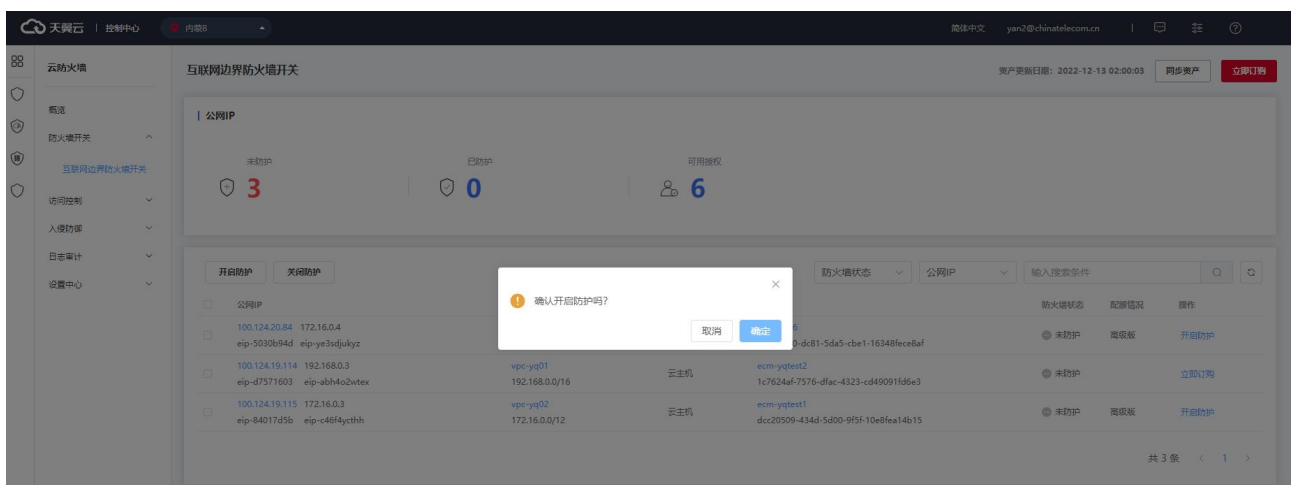 天翼云 | 控制中心 内蒙8 简体中文 yan2@chinatelecom.cn
云防火墙
概览
防火墙开关
互联网边界防火墙开关
访问控制
入侵防御
日志审计
设置中心
互联网边界防火墙开关 资产更新日期：2022-12-13 02:00:03 同步资产 立即订购
公网IP
未防护 已防护 可用授权
3 0 6
开启防护 关闭防护 防火墙状态 公网IP 输入搜索条件
确认开启防护吗?
取消 确定
公网IP 防火墙状态 配额情况 操作
100.124.20.84 172.16.0.4 6
eip-5030b94d eip-ye3sdjukyz 0-dc81-5da5-cbe1-16348fece8af 未防护 高级版 开启防护
100.124.19.114 192.168.0.3 vpc-yq01 ecm-yqtest2
eip-d7571603 eip-abh4o2wtex 192.168.0.0/16 云主机 1c7624af-7576-dfac-4323-cd49091fd6e3 未防护 立即订购
100.124.19.115 172.16.0.3 vpc-yq02 ecm-yqtest1
eip-84017d5b eip-c46f4ycthh 172.16.0.0/12 云主机 dcc20509-434d-5d00-9f5f-10e8fea14b15 未防护 高级版 开启防护
共 3 条 1